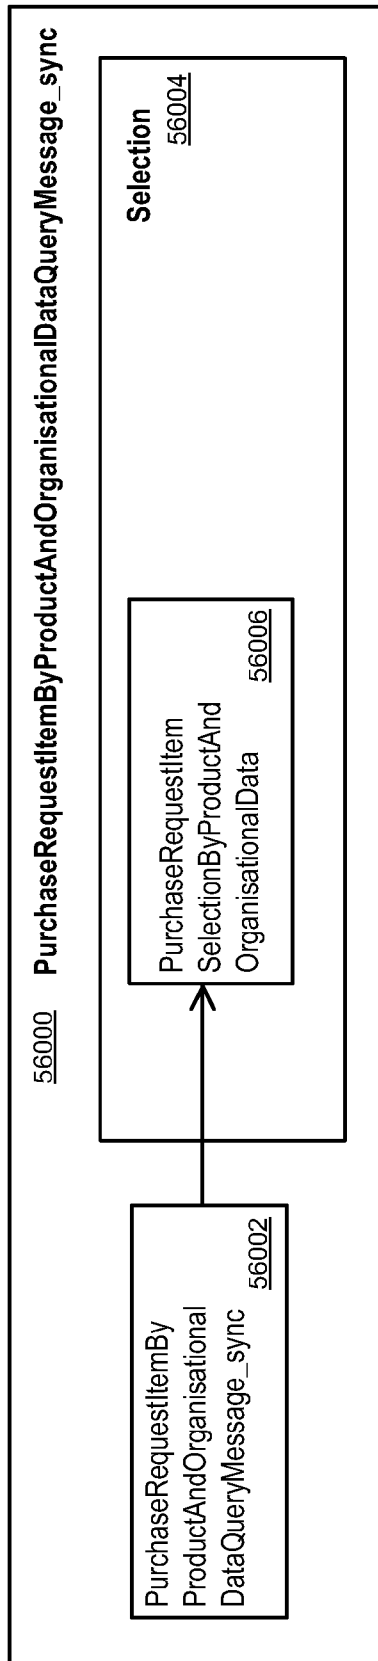 56000 PurchaseRequestItemByProductAndOrganisationalDataQueryMessage_sync
PurchaseRequestItemBy
ProductAndOrganisational
DataQueryMessage_sync
56002
Selection
56004
PurchaseRequestItem
SelectionByProductAnd
OrganisationalData
56006